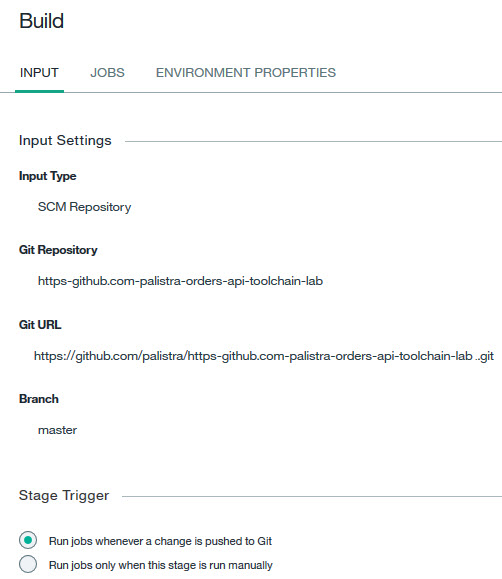 Build
INPUT JOBS ENVIRONMENT PROPERTIES
Input Settings
Input Type
SCM Repository
Git Repository
https-github.com-palistra-orders-api-toolchain-lab
Git URL
https://github.com/palistra/https-github.com-palistra-orders-api-toolchain-lab ..git
Branch
master
Stage Trigger
Run jobs whenever a change is pushed to Git
Run jobs only when this stage is run manually